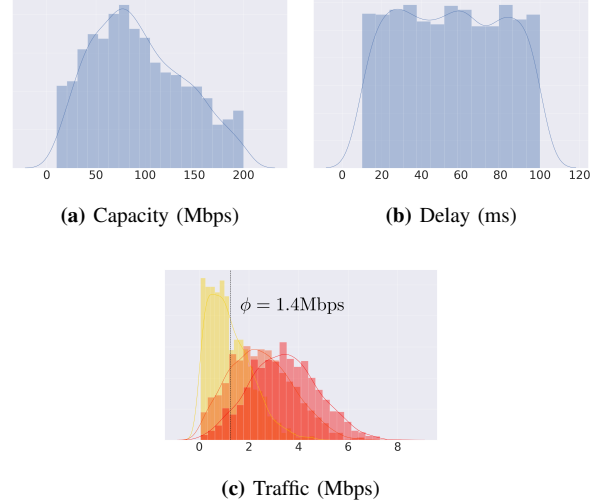 0 50 100 150 200
0 20 40 60 80 100 120
(a) Capacity (Mbps)
(b) Delay (ms)
ϕ = 1.4Mbps
0 2 4 6 8
(c) Traffic (Mbps)